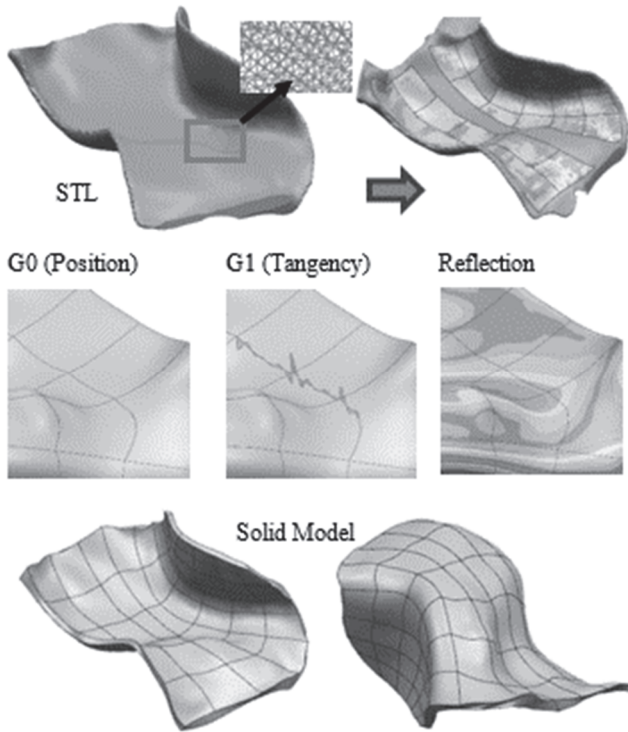 STL
G0 (Position)
G1 (Tangency)
Reflection
Solid Model